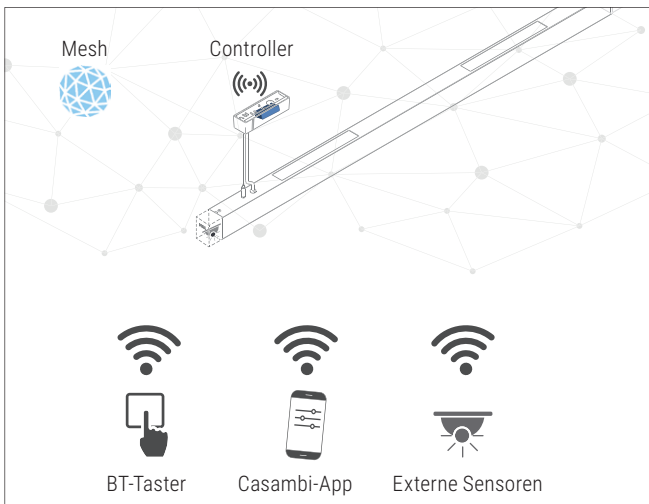 Mesh
Controller
BT-Taster
Casambi-App
Externe Sensoren